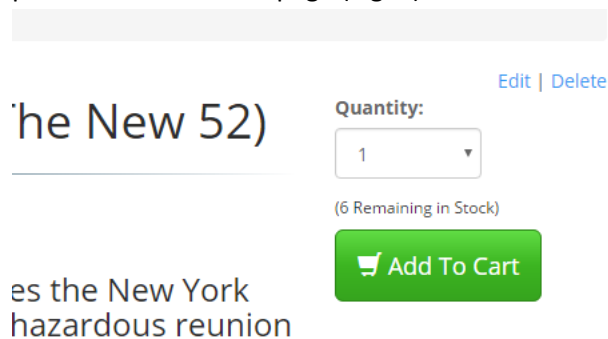 Edit | Delete
'he New 52)
Quantity:
1
(6 Remaining in Stock)
Add To Cart
es the New York
hazardous reunion